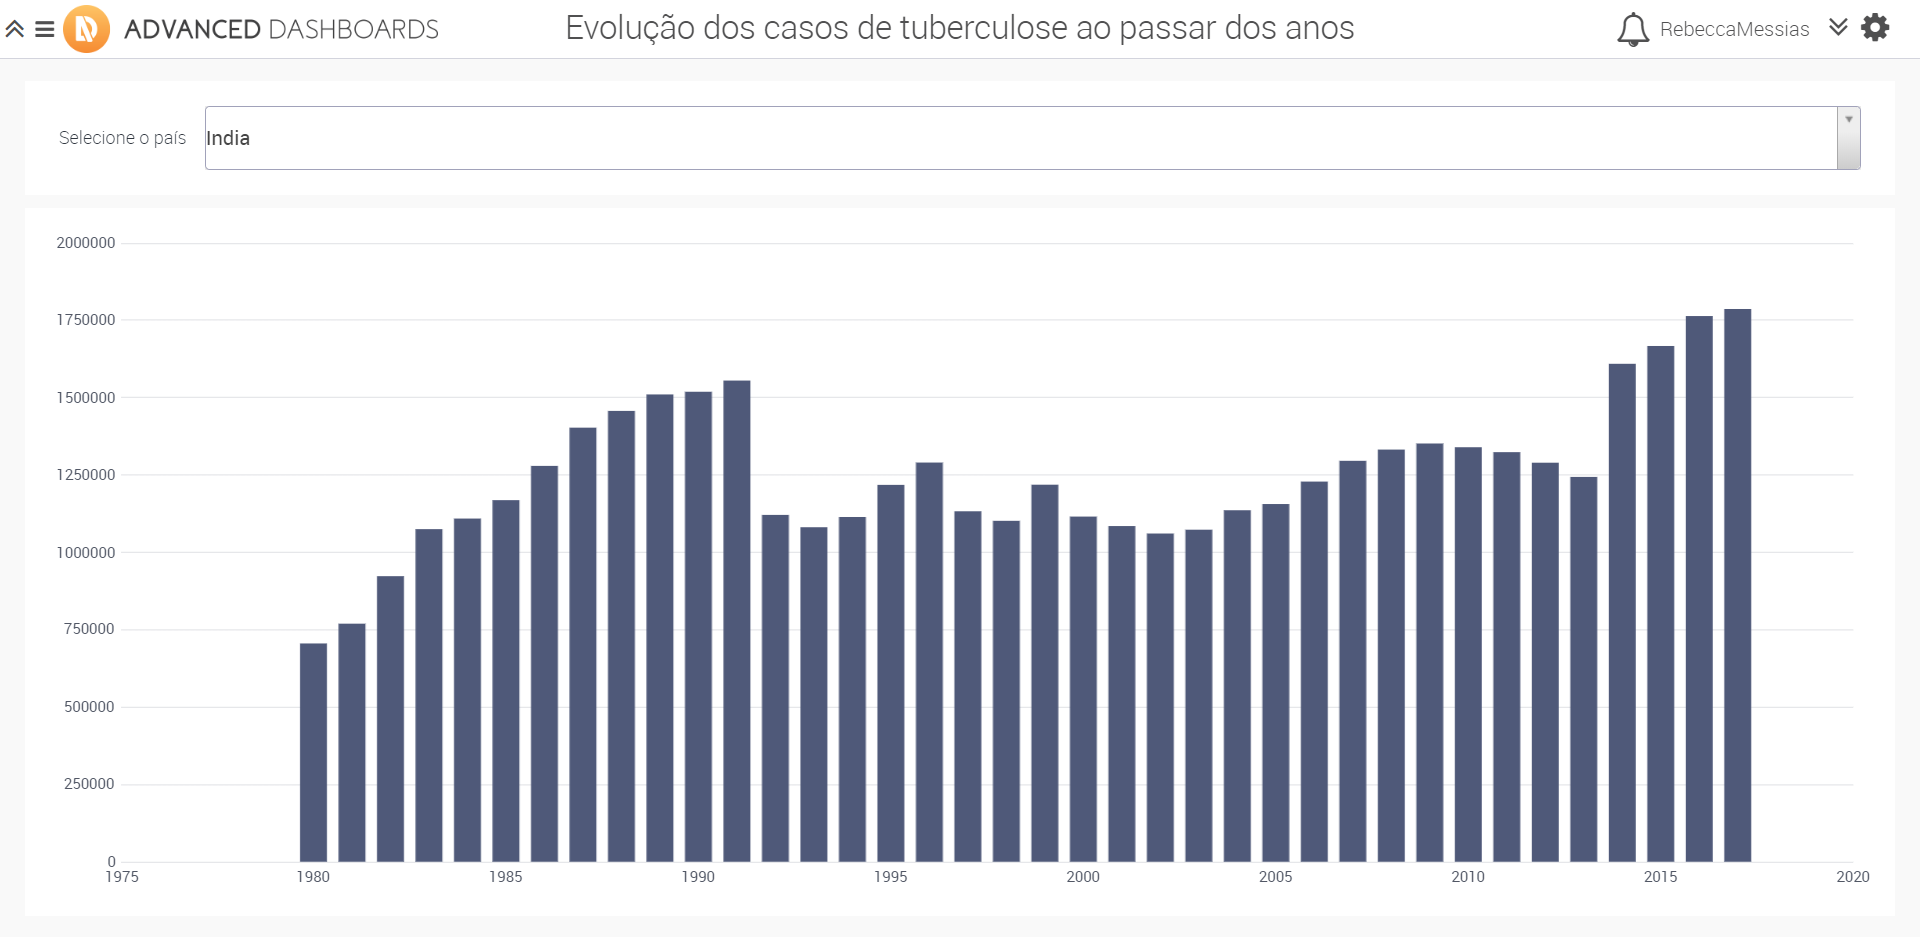 ADVANCED DASHBOARDS
Evolução dos casos de tuberculose ao passar dos anos
RebeccaMessias
Selecione o país
India
2000000
1750000
1500000
1250000
1000000
750000
500000
250000
0
1975 1980 1985 1990 1995 2000 2005 2010 2015 2020